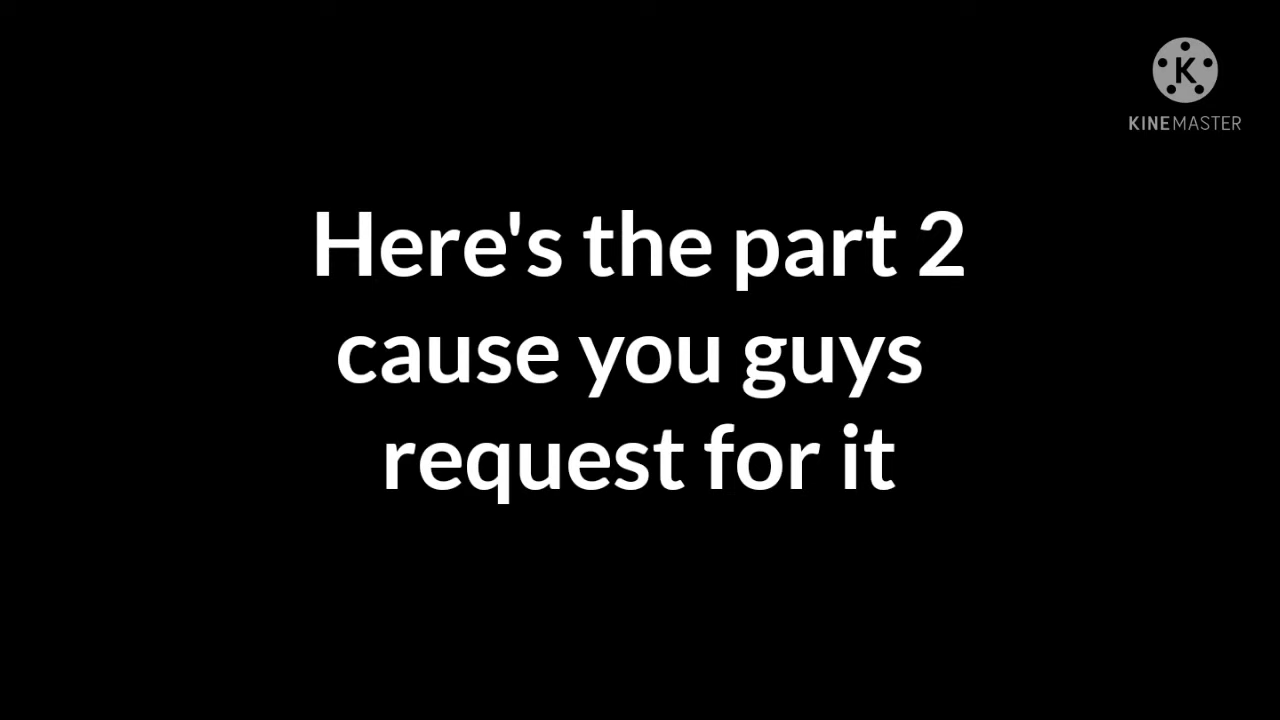 K
KINEMASTER
Here's the part 2
cause you guys
request for it